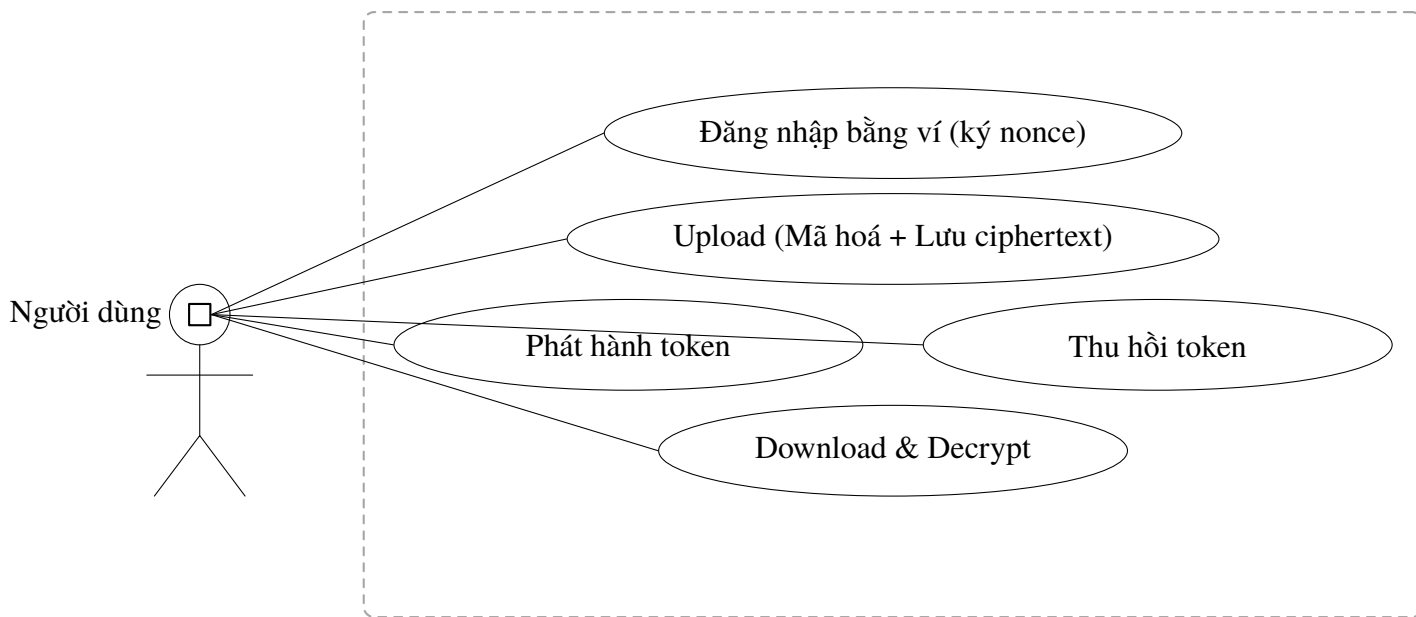 Đăng nhập bằng ví (ký nonce)
Upload (Mã hoá + Lưu ciphertext)
Người dùng
Phát hành token
Thu hồi token
Download & Decrypt